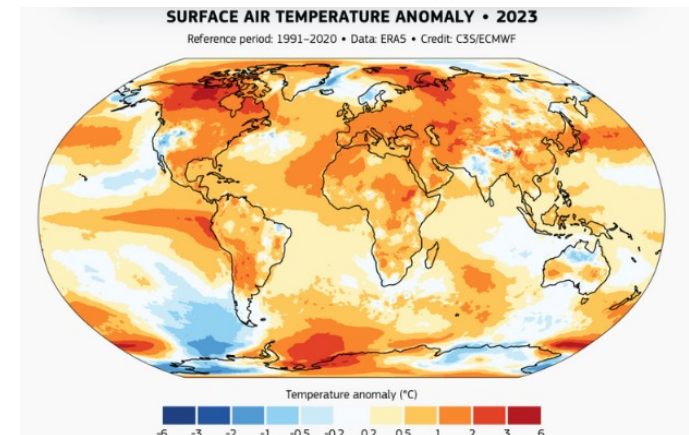 SURFACE AIR TEMPERATURE ANOMALY • 2023
Reference period: 1991–2020 • Data: ERA5 • Credit: C3S/ECMWF
Temperature anomaly (°C)
-6 -3 -2 -1 -0.5 -0.2 0.2 0.5 1 2 3 6